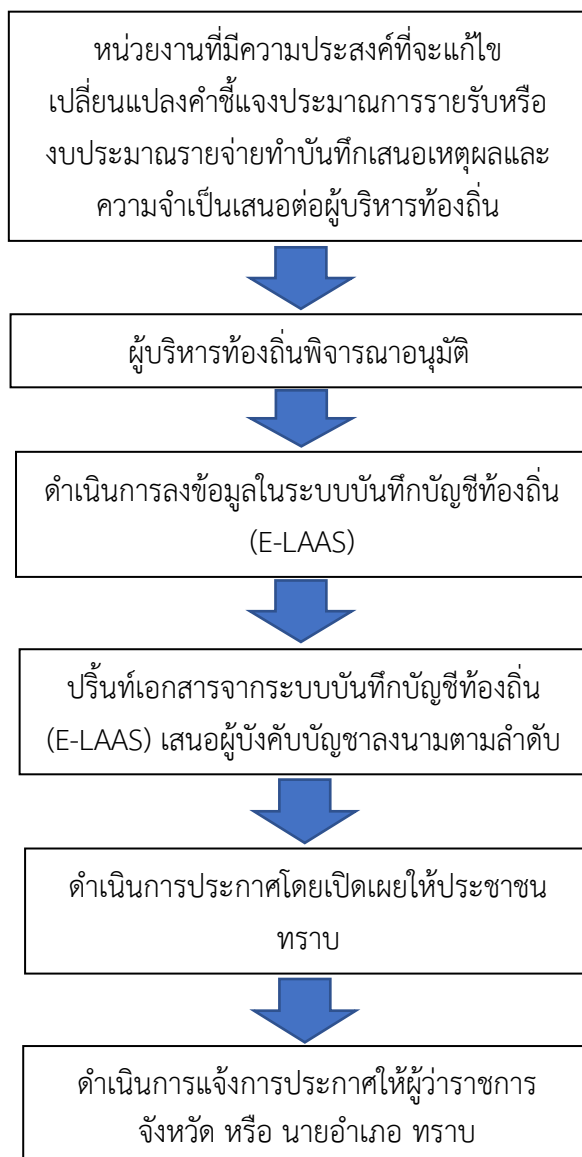 หน่วยงานที่มีความประสงค์ที่จะแก้ไข
เปลี่ยนแปลงคำชี้แจงประมาณการรายรับหรือ
งบประมาณรายจ่ายทำบันทึกเสนอเหตุผลและ
ความจำเป็นเสนอต่อผู้บริหารท้องถิ่น
ผู้บริหารท้องถิ่นพิจารณาอนุมัติ
ดำเนินการลงข้อมูลในระบบบันทึกบัญชีท้องถิ่น
(E-LAAS)
ปริ้นท์เอกสารจากระบบบันทึกบัญชีท้องถิ่น
(E-LAAS) เสนอผู้บังคับบัญชาลงนามตามลำดับ
ดำเนินการประกาศโดยเปิดเผยให้ประชาชน
ทราบ
ดำเนินการแจ้งการประกาศให้ผู้ว่าราชการ
จังหวัด หรือ นายอำเภอ ทราบ